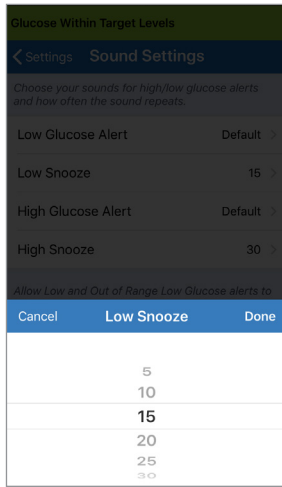 Glucose Within Target Levels
Settings Sound Settings
Choose your sounds for high/low glucose alerts
and how often the sound repeats.
Low Glucose Alert Default
Low Snooze 15
High Glucose Alert Default
High Snooze 30
Allow Low and Out of Range Low Glucose alerts to
Cancel Low Snooze Done
5
10
15
20
25
30